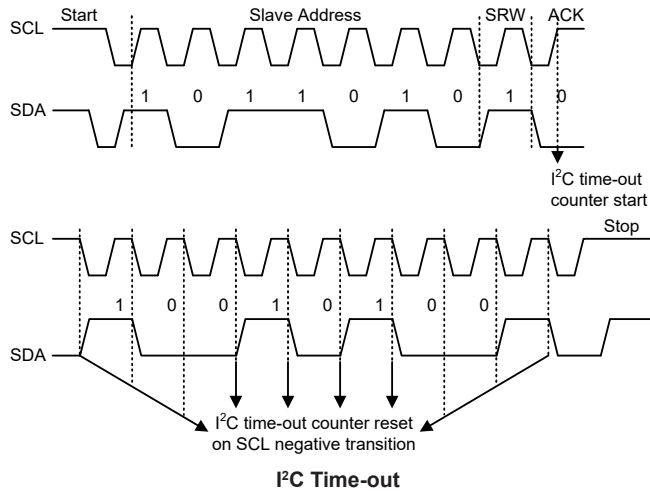 Start Slave Address SRW ACK
SCL
1 0 1 1 0 1 0 1 0
SDA
I²C time-out
counter start
Stop
SCL
1 0 0 1 0 1 0 0
SDA
I²C time-out counter reset
on SCL negative transition
I²C Time-out